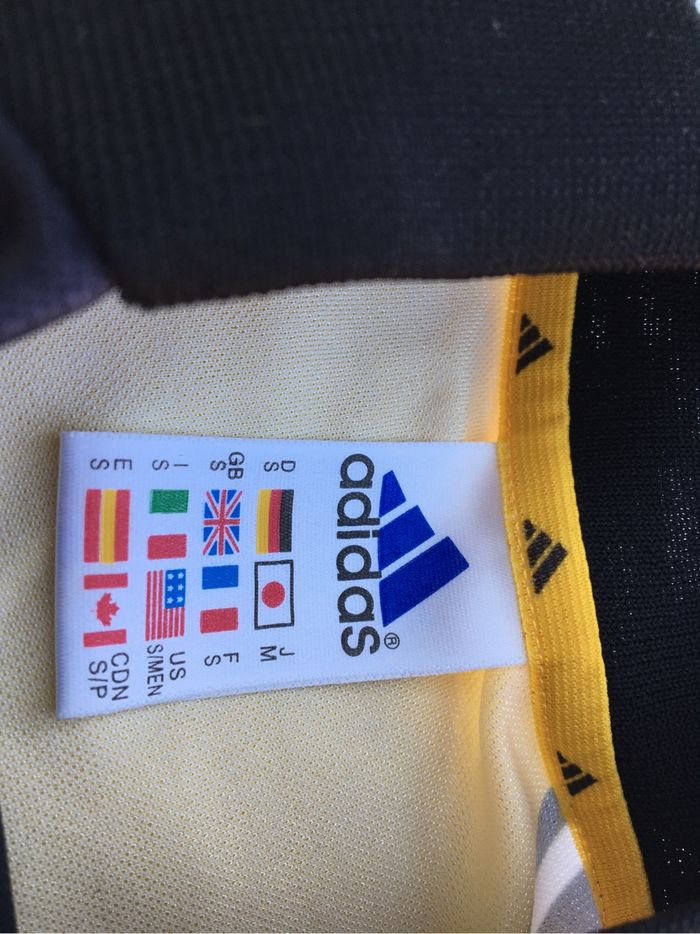 adidas®
D J
S M
GB F
S S
I US
S S/MEN
E CDN
S S/P